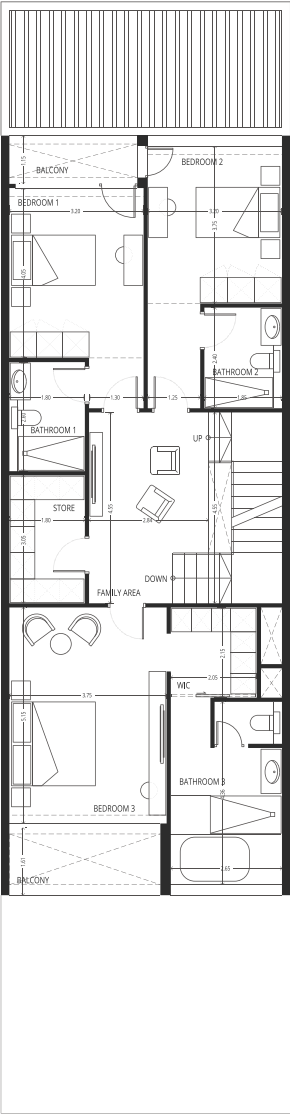 BEDROOM 2
1.15
BALCONY
BEDROOM 1
3.20
3.20
3.75
4.05
2.40
BATHROOM 2
1.80
1.30
1.25
1.85
BATHROOM 1
UP
4.55
4.55
STORE
1.80
2.84
3.05
DOWN
FAMILY AREA
2.15
2.05
WIC
3.75
5.15
BATHROOM 3
BEDROOM 3
1.61
2.65
BALCONY